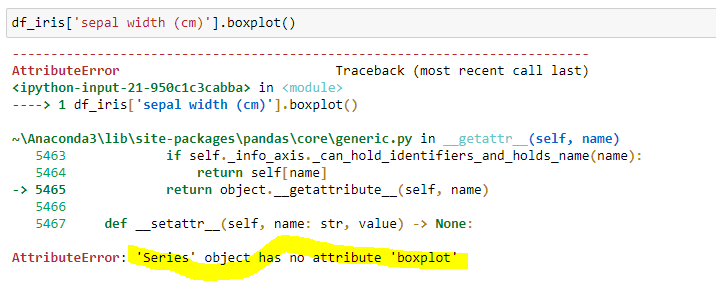 df_iris['sepal width (cm)'].boxplot()
---------------------------------------------------------------------------
AttributeError                            Traceback (most recent call last)
<ipython-input-21-950c1c3cabba> in <module>
----> 1 df_iris['sepal width (cm)'].boxplot()
~\Anaconda3\lib\site-packages\pandas\core\generic.py in __getattr__(self, name)
   5463             if self._info_axis._can_hold_identifiers_and_holds_name(name):
   5464                 return self[name]
-> 5465             return object.__getattribute__(self, name)
   5466
   5467     def __setattr__(self, name: str, value) -> None:
AttributeError: 'Series' object has no attribute 'boxplot'